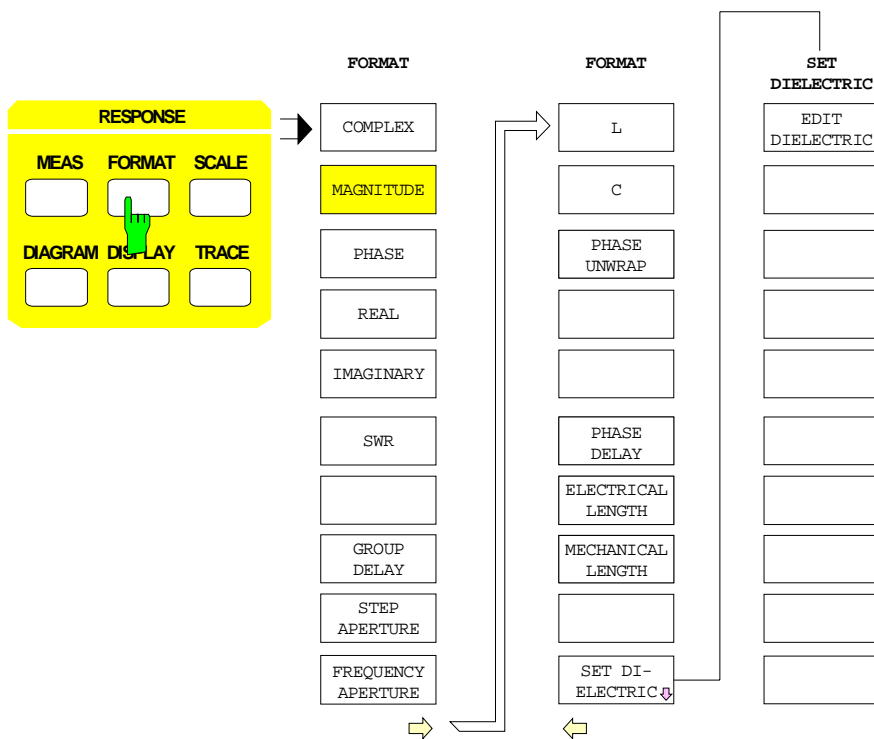 RESPONSE
MEAS FORMAT SCALE
DIAGRAM DISPLAY TRACE
FORMAT
COMPLEX
MAGNITUDE
PHASE
REAL
IMAGINARY
SWR
GROUP
DELAY
STEP
APERTURE
FREQUENCY
APERTURE
FORMAT
L
C
PHASE
UNWRAP
PHASE
DELAY
ELECTRICAL
LENGTH
MECHANICAL
LENGTH
SET DI-
ELECTRIC
SET
DIELECTRIC
EDIT
DIELECTRIC